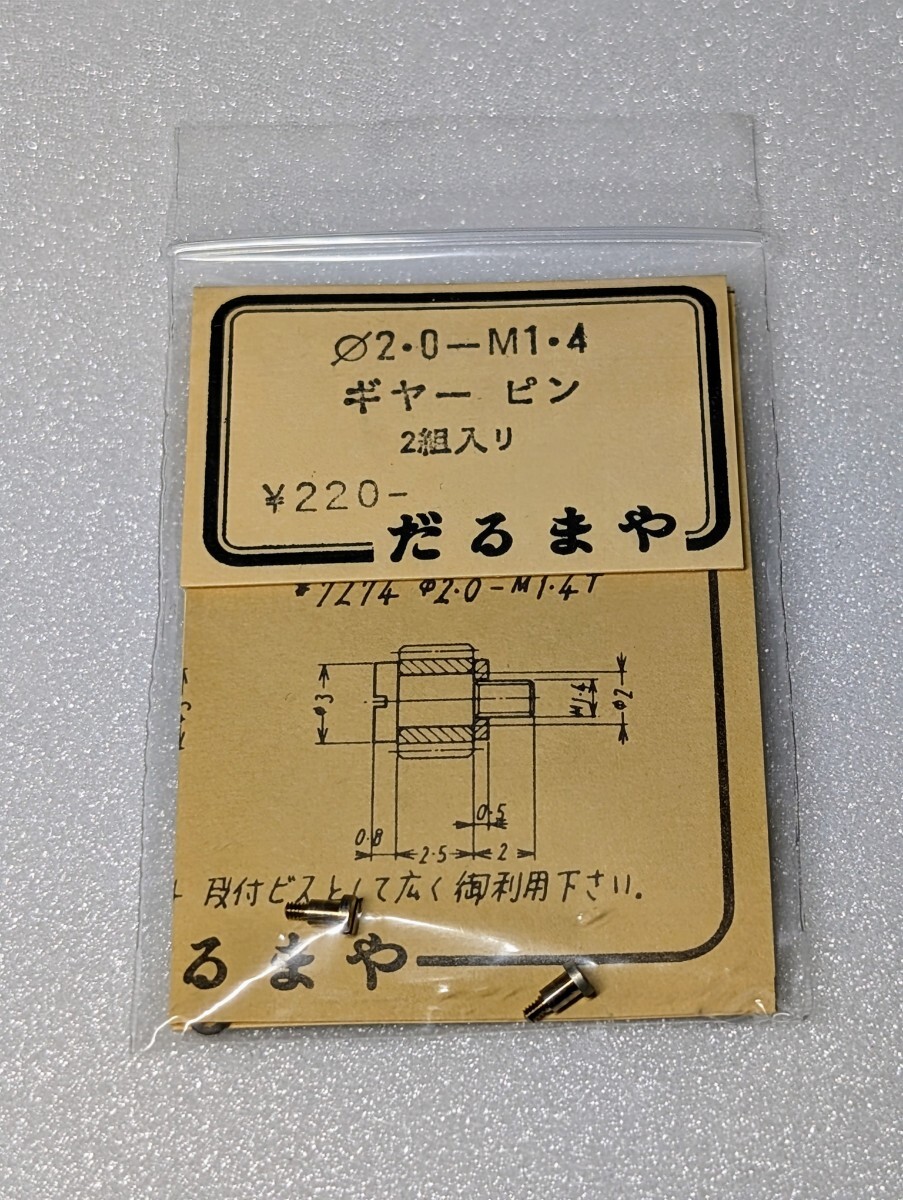 ⌀2・0—M1・4
ギヤー ピン
2組入り
¥220-
だるまや
#7274 φ2・0-M1・4T
φ3
M1・4
φ2
0・5
0・8
2・5
2
段付ビスとして広く御利用下さい。
るまや